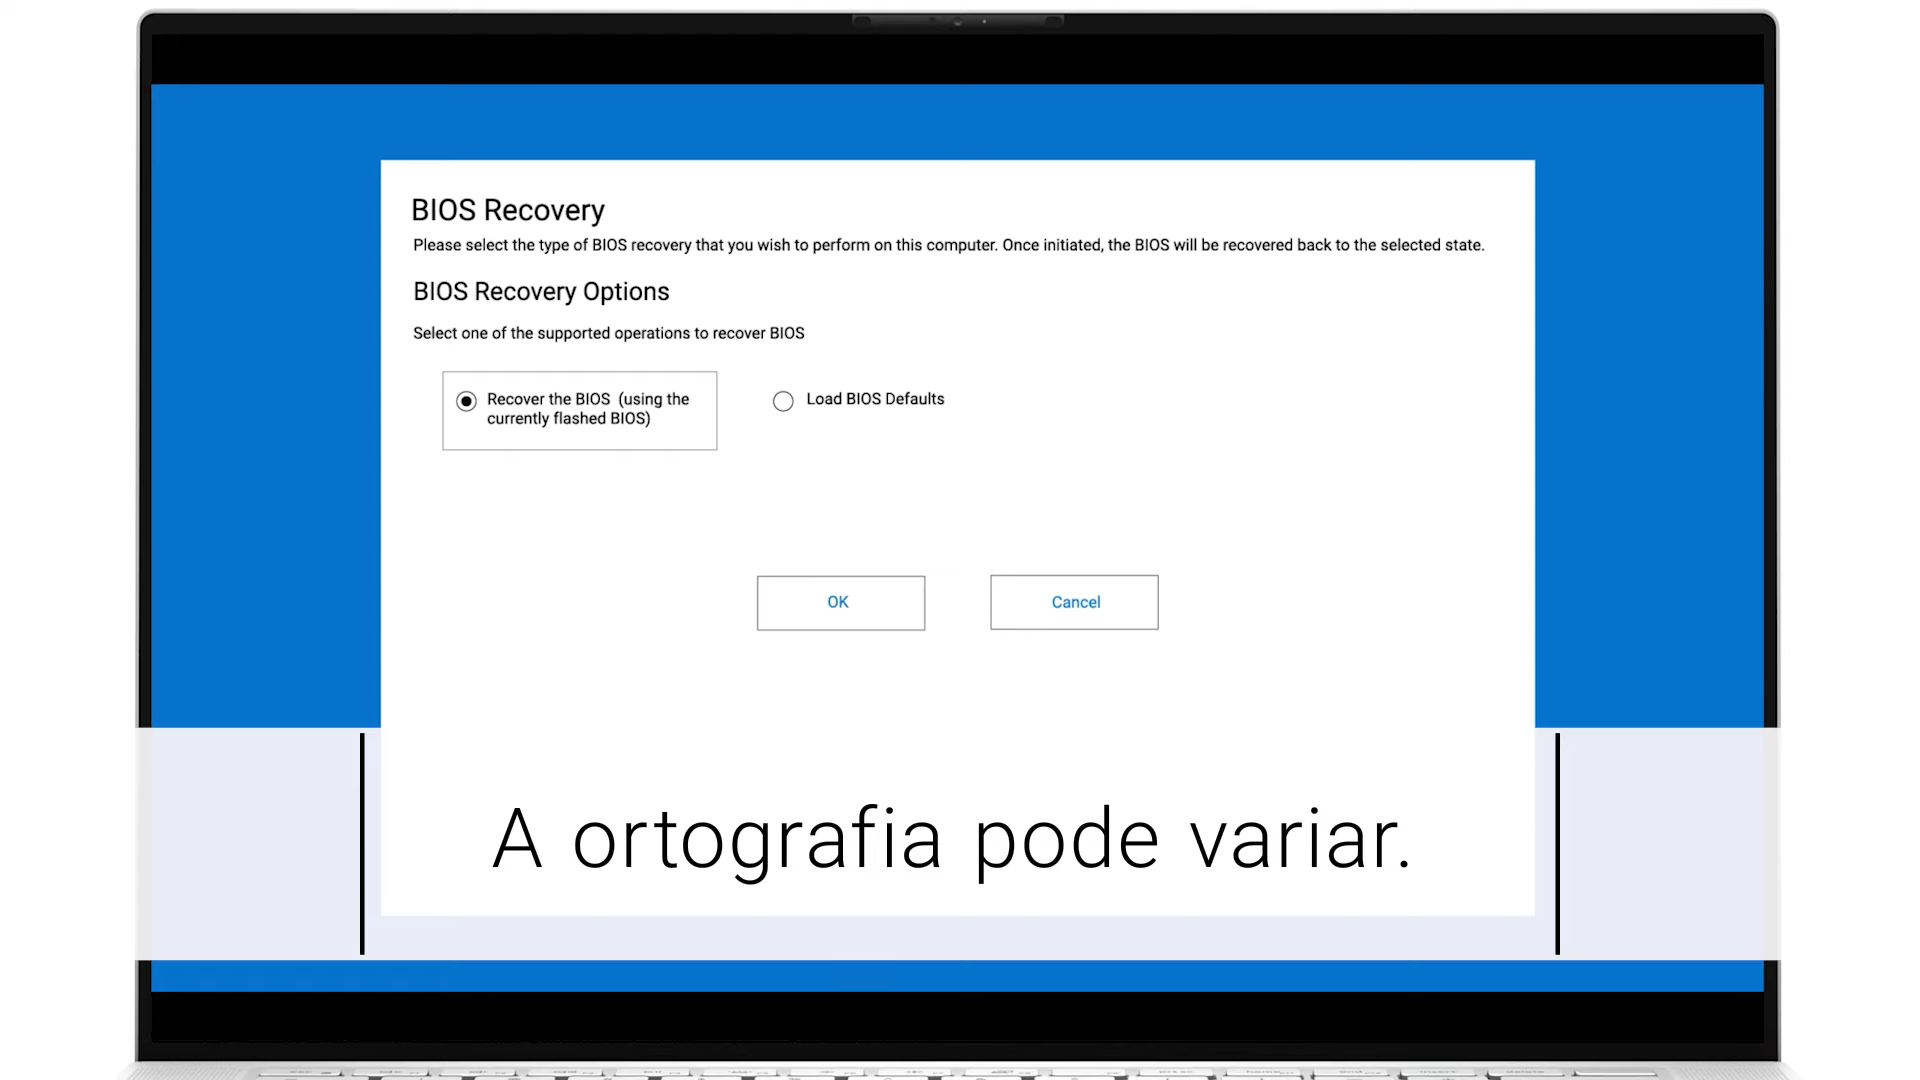 BIOS Recovery
Please select the type of BIOS recovery that you wish to perform on this computer. Once initiated, the BIOS will be recovered back to the selected state.
BIOS Recovery Options
Select one of the supported operations to recover BIOS
Recover the BIOS (using the
currently flashed BIOS)
Load BIOS Defaults
OK
Cancel
A ortografia pode variar.